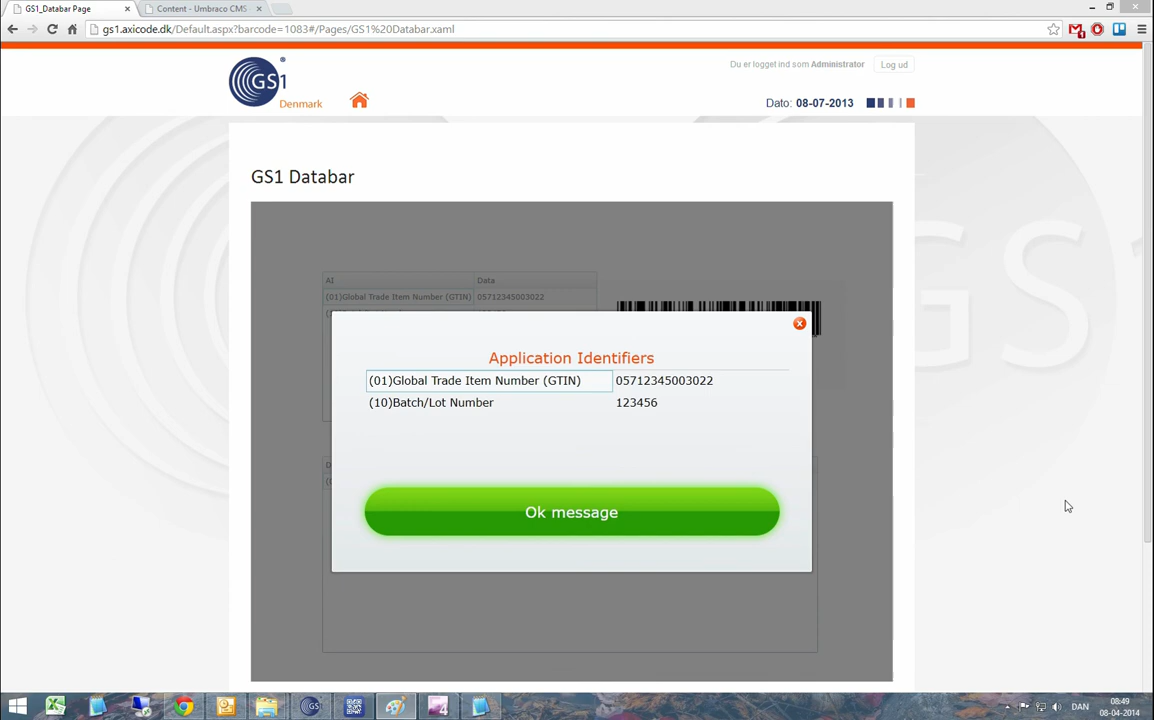 GS1_Databar Page
Content - Umbraco CMS
gs1.axicode.dk/Default.aspx?barcode=1083#/Pages/GS1%20Databar.xaml
GS1 ®
Denmark
Du er logget ind som Administrator
Log ud
Dato: 08-07-2013
GS1 Databar
AI Data
(01)Global Trade Item Number (GTIN) 05712345003022
Application Identifiers
(01)Global Trade Item Number (GTIN) 05712345003022
(10)Batch/Lot Number 123456
Ok message
GS1
DAN
08:49
08-04-2014